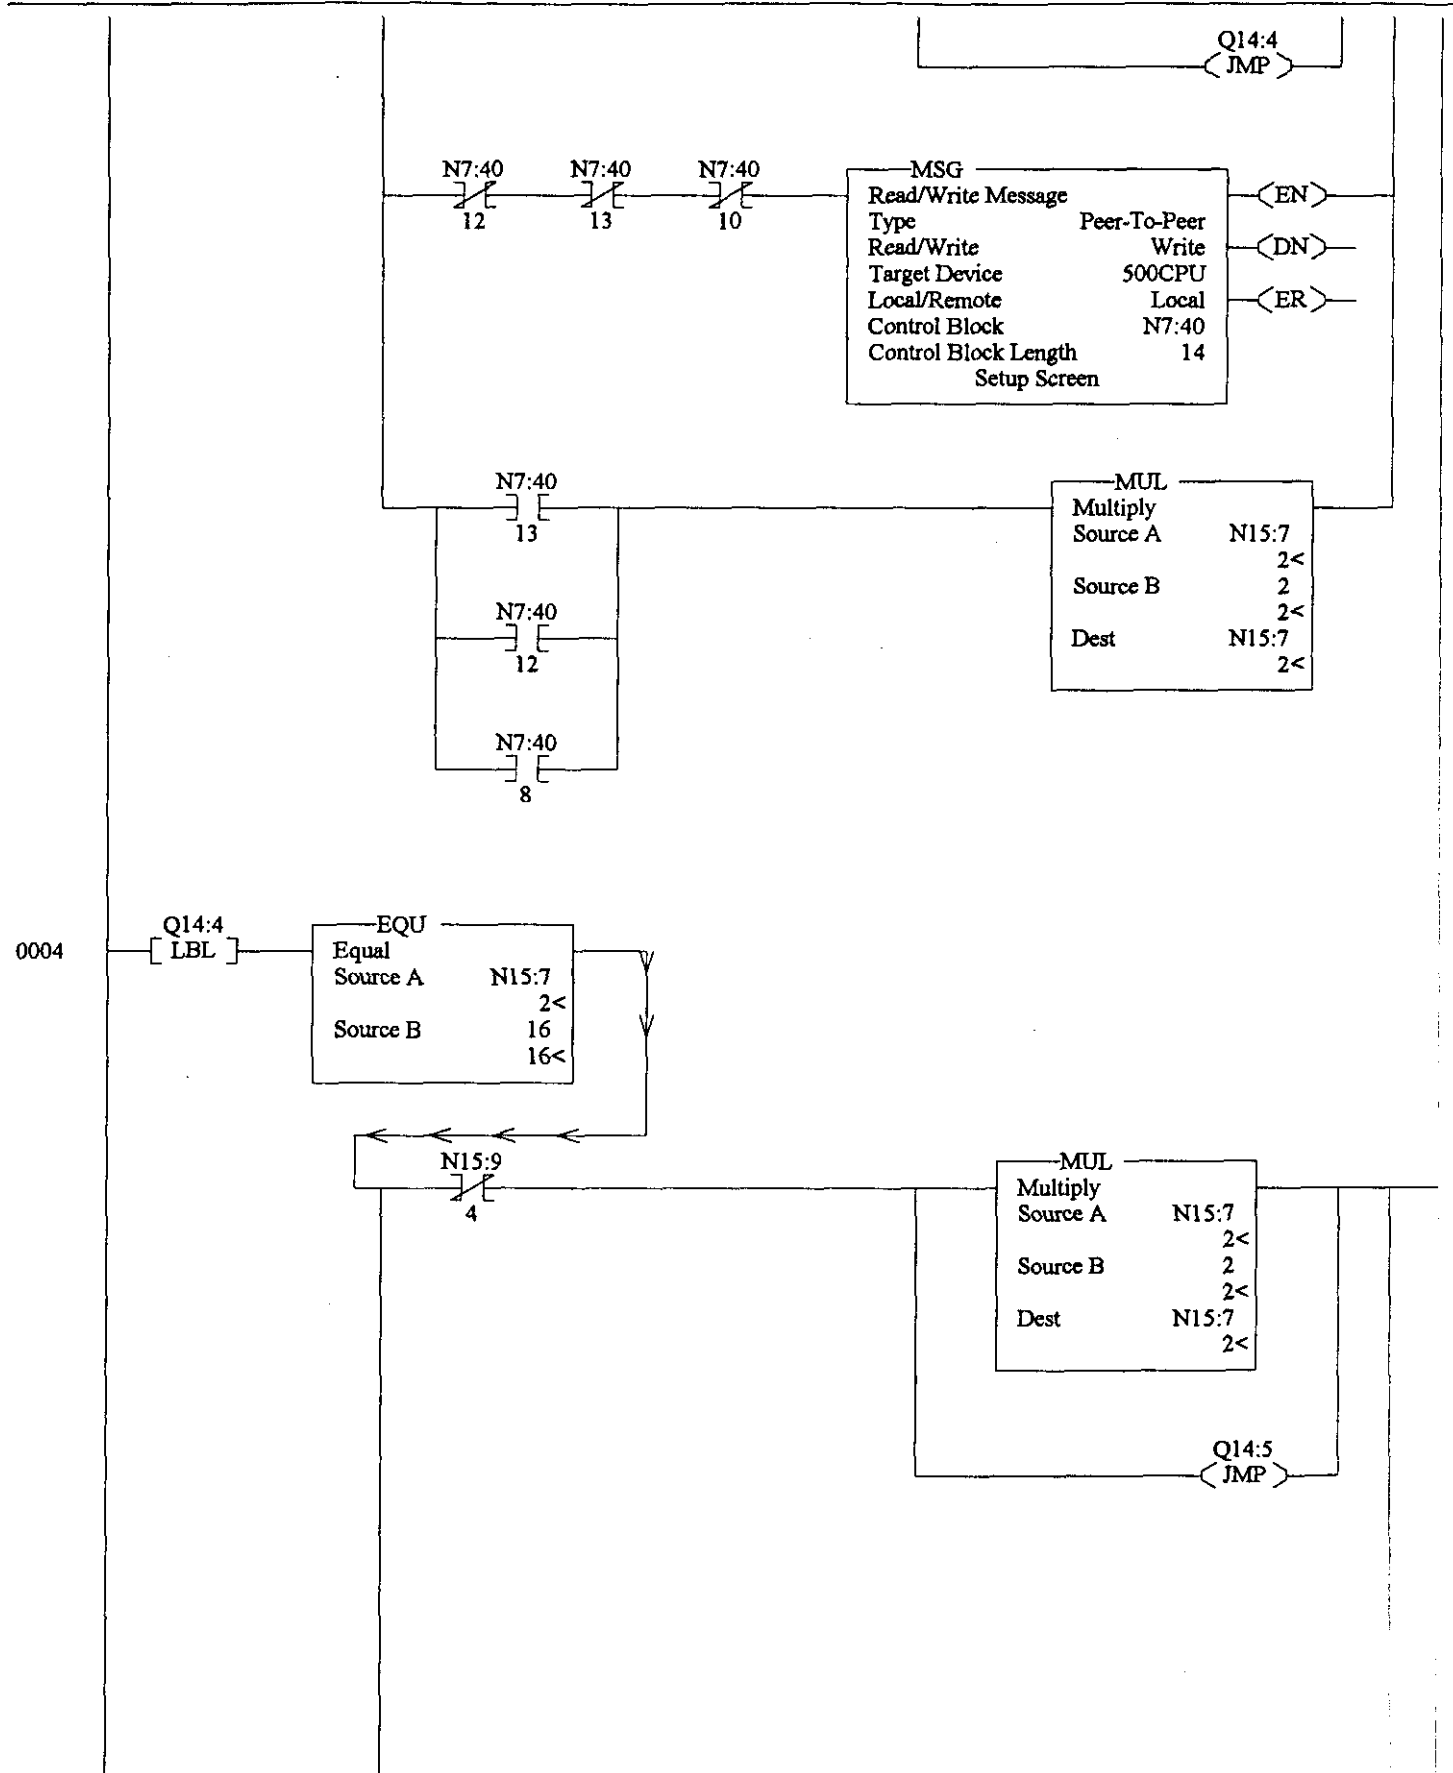 Q14:4
JMP
N7:40 N7:40 N7:40
12 13 10
MSG
Read/Write Message
Type Peer-To-Peer
Read/Write Write
Target Device 500CPU
Local/Remote Local
Control Block N7:40
Control Block Length 14
Setup Screen
EN
DN
ER
N7:40
13
N7:40
12
N7:40
8
MUL
Multiply
Source A N15:7
2<
Source B 2
2<
Dest N15:7
2<
0004
Q14:4
LBL
EQU
Equal
Source A N15:7
2<
Source B 16
16<
N15:9
4
MUL
Multiply
Source A N15:7
2<
Source B 2
2<
Dest N15:7
2<
Q14:5
JMP